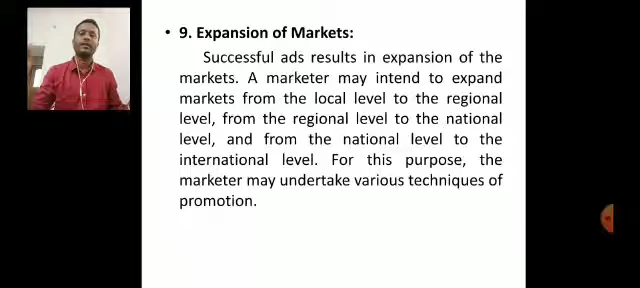 • 9. Expansion of Markets:
Successful ads results in expansion of the
markets. A marketer may intend to expand
markets from the local level to the regional
level, from the regional level to the national
level, and from the national level to the
international level. For this purpose, the
marketer may undertake various techniques of
promotion.